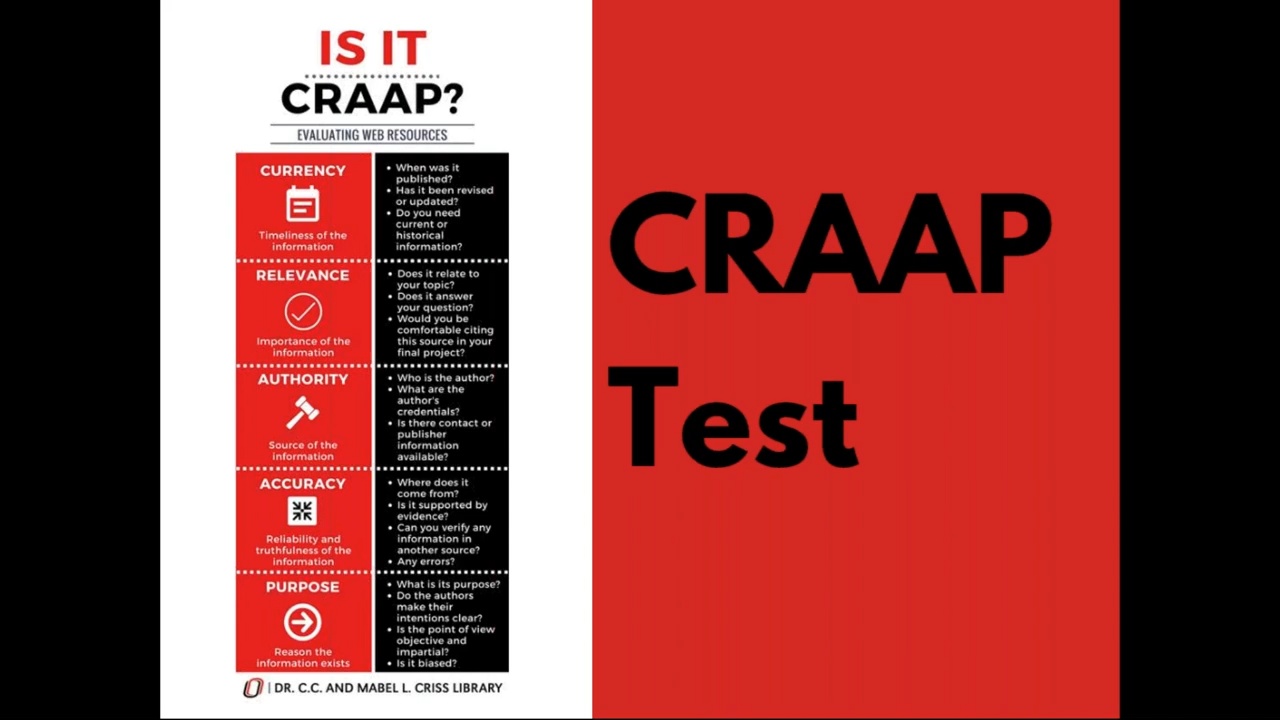 IS IT
CRAAP?
EVALUATING WEB RESOURCES
CURRENCY
Timeliness of the
information
• When was it
published?
• Has it been revised
or updated?
• Do you need
current or
historical
information?
RELEVANCE
Importance of the
information
• Does it relate to
your topic?
• Does it answer
your question?
• Would you be
comfortable citing
this source in your
final project?
AUTHORITY
Source of the
information
• Who is the author?
• What are the
author's
credentials?
• Is there contact or
publisher
information
available?
ACCURACY
Reliability and
truthfulness of the
information
• Where does it
come from?
• Is it supported by
evidence?
• Can you verify any
information in
another source?
• Any errors?
PURPOSE
Reason the
information exists
• What is its purpose?
• Do the authors
make their
intentions clear?
• Is the point of view
objective and
impartial?
• Is it biased?
O | DR. C.C. AND MABEL L. CRISS LIBRARY
CRAAP
Test